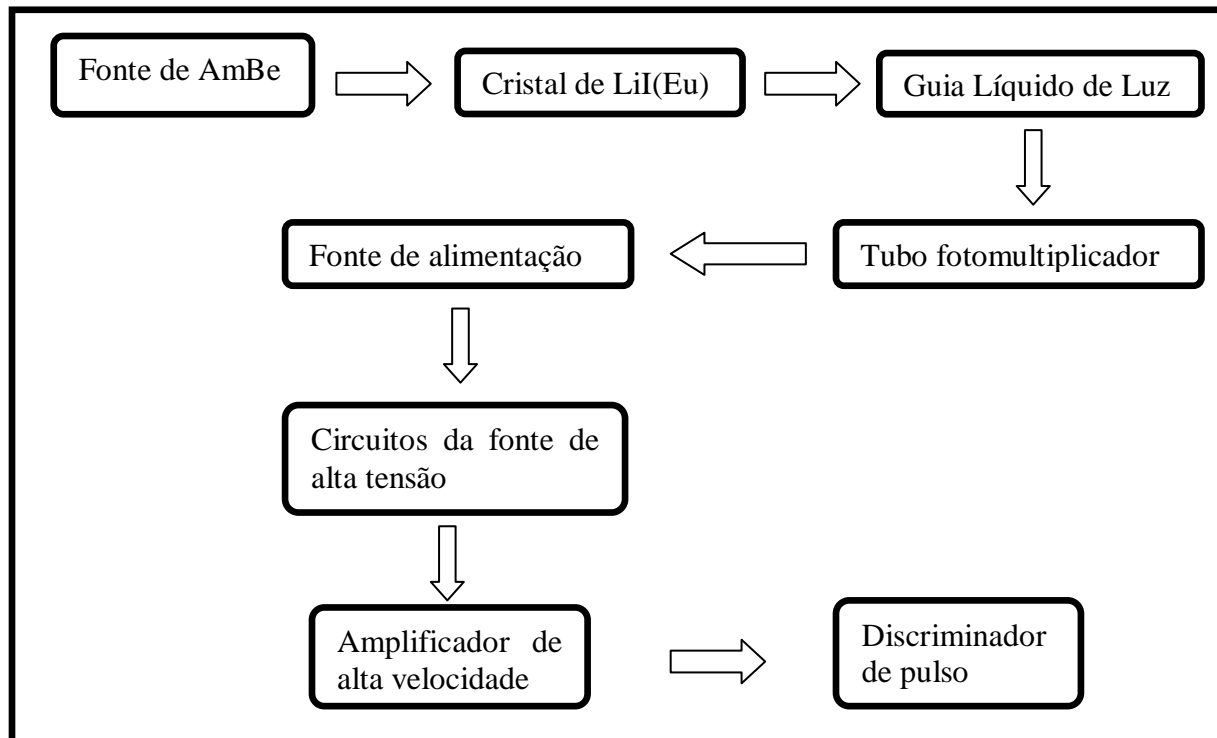 Fonte de AmBe
Cristal de LiI(Eu)
Guia Líquido de Luz
Fonte de alimentação
Tubo fotomultiplicador
Circuitos da fonte de
alta tensão
Amplificador de
alta velocidade
Discriminador
de pulso